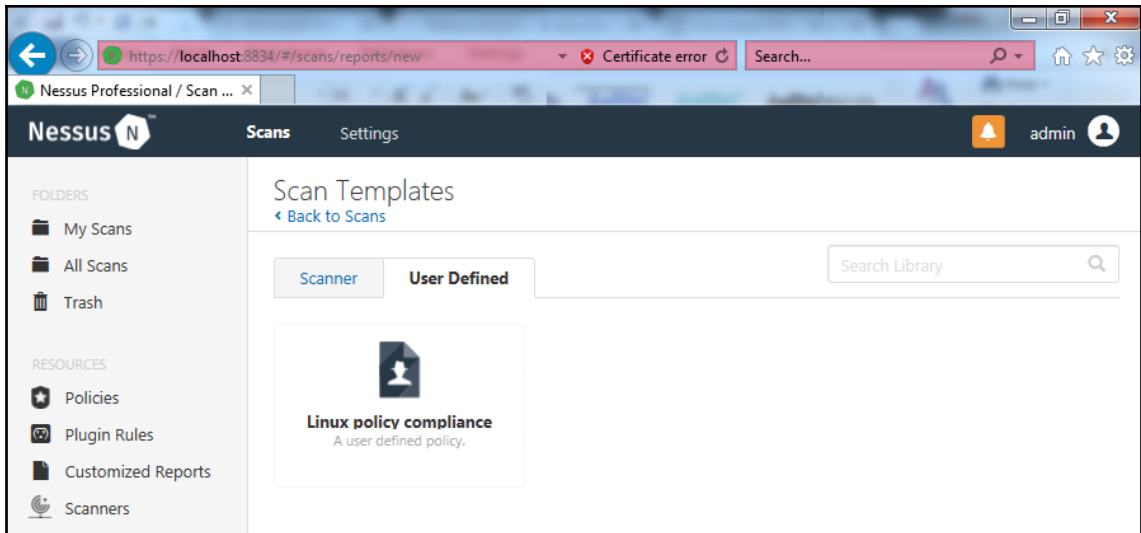 https://localhost:8834/#/scans/reports/new Certificate error Search...
Nessus Professional / Scan ...
Nessus N Scans Settings admin
FOLDERS
My Scans
All Scans
Trash
RESOURCES
Policies
Plugin Rules
Customized Reports
Scanners
Scan Templates
Back to Scans
Scanner User Defined Search Library
Linux policy compliance
A user defined policy.